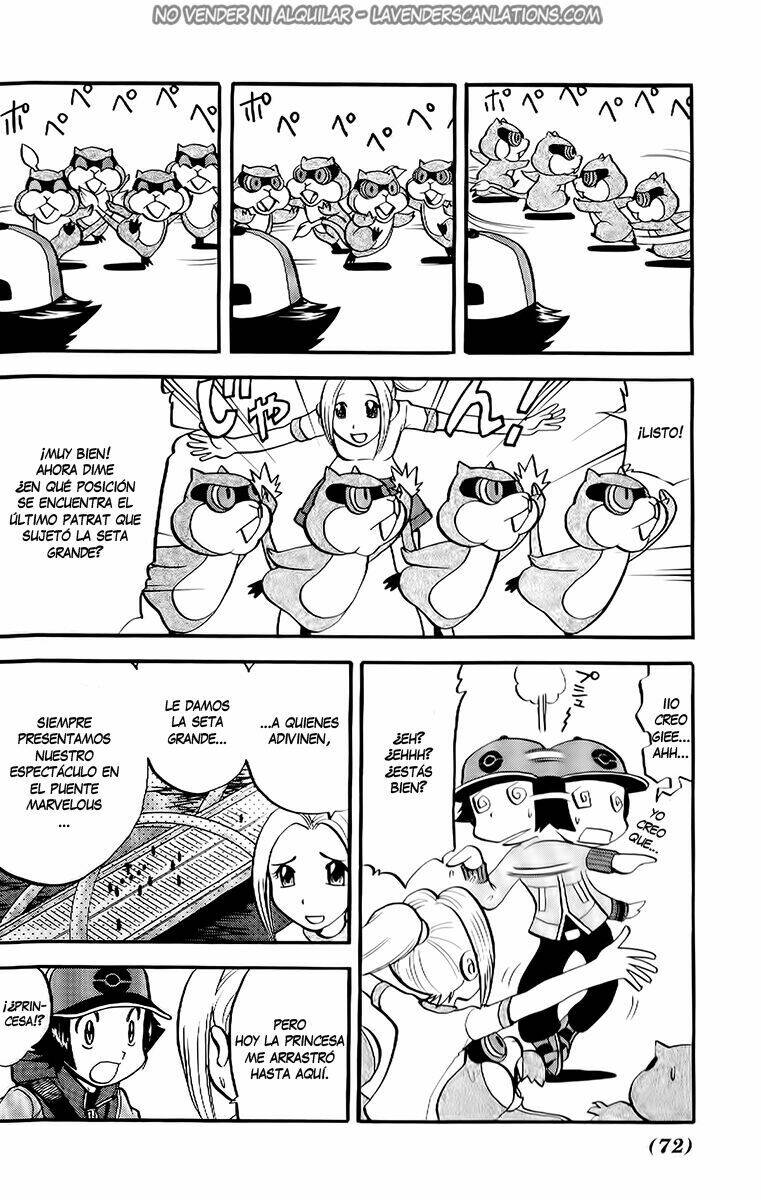 NO VENDER NI ALQUILAR - LAVENDERSCANLATIONS.COM
ペ
ペ
ペ
ペ
ポ
ペ
ペ
ペ
ペ
ポ
ペ
ペ
ペ
ペ
ポ
¡LISTO!
じゃん!
¡MUY BIEN!
AHORA DIME
¿EN QUÉ POSICIÓN
SE ENCUENTRA EL
ÚLTIMO PATRAT QUE
SUJETÓ LA SETA
GRANDE?
IIO
CREO
GIEE...
AHH...
YO
CREO
QUE...
¿EH?
¿EHHH?
¿ESTÁS
BIEN?
...A QUIENES
ADIVINEN,
LE DAMOS
LA SETA
GRANDE...
SIEMPRE
PRESENTAMOS
NUESTRO
ESPECTÁCULO EN
EL PUENTE
MARVELOUS
...
PERO
HOY LA PRINCESA
ME ARRASTRÓ
HASTA AQUÍ.
¡¿PRIN-
CESA!?
(72)